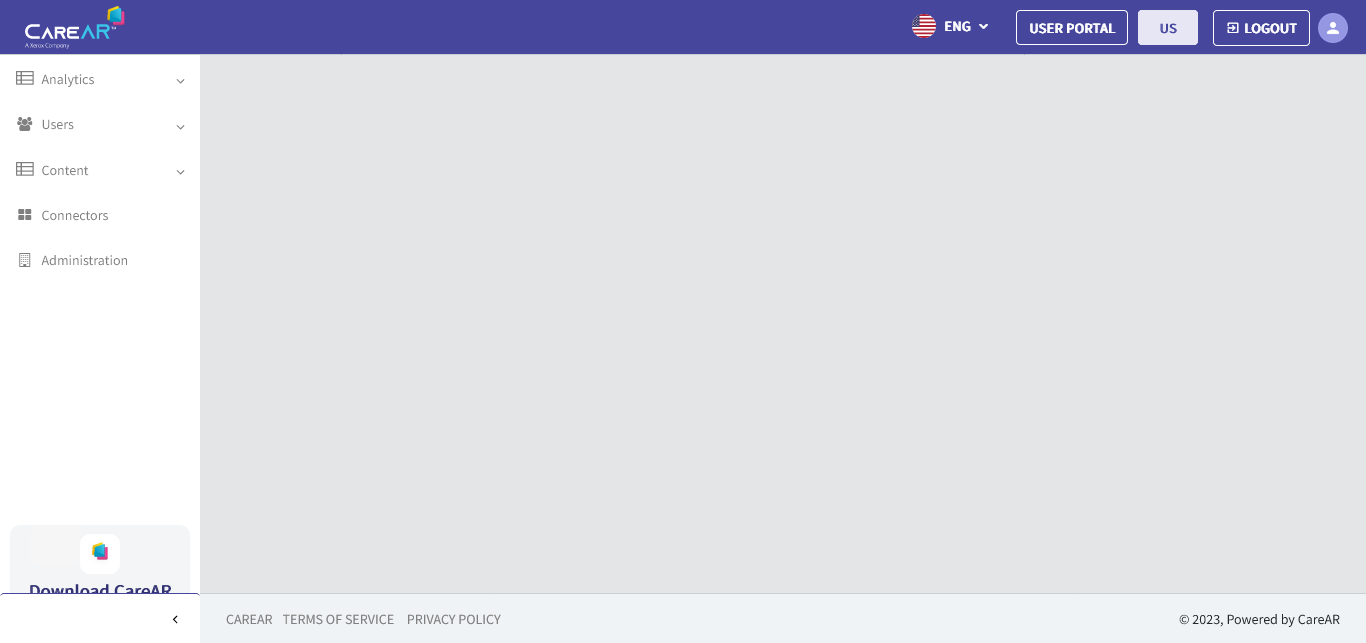 CAREAR™
A Xerox Company
ENG
USER PORTAL
US
LOGOUT
Analytics
Users
Content
Connectors
Administration
Download CareAR
CAREAR TERMS OF SERVICE PRIVACY POLICY
© 2023, Powered by CareAR